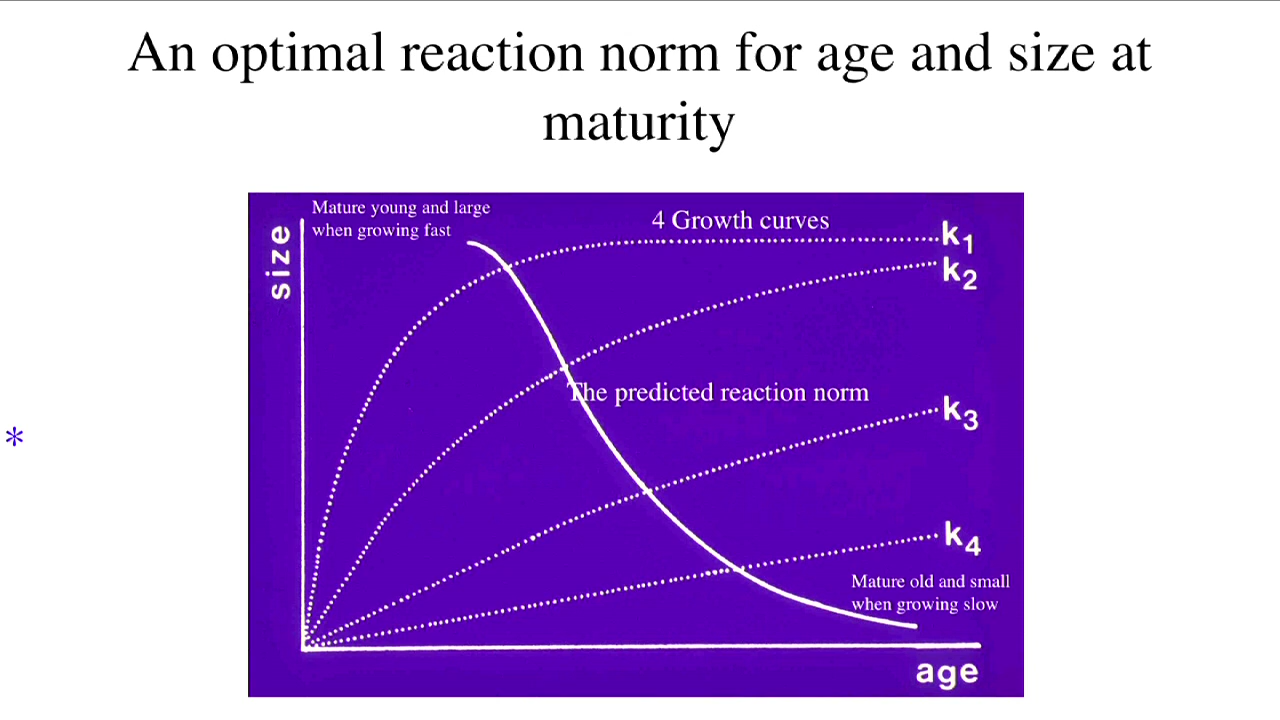 An optimal reaction norm for age and size at
maturity
Mature young and large
when growing fast
4 Growth curves
size
k1
k2
The predicted reaction norm
k3
*
k4
Mature old and small
when growing slow
age